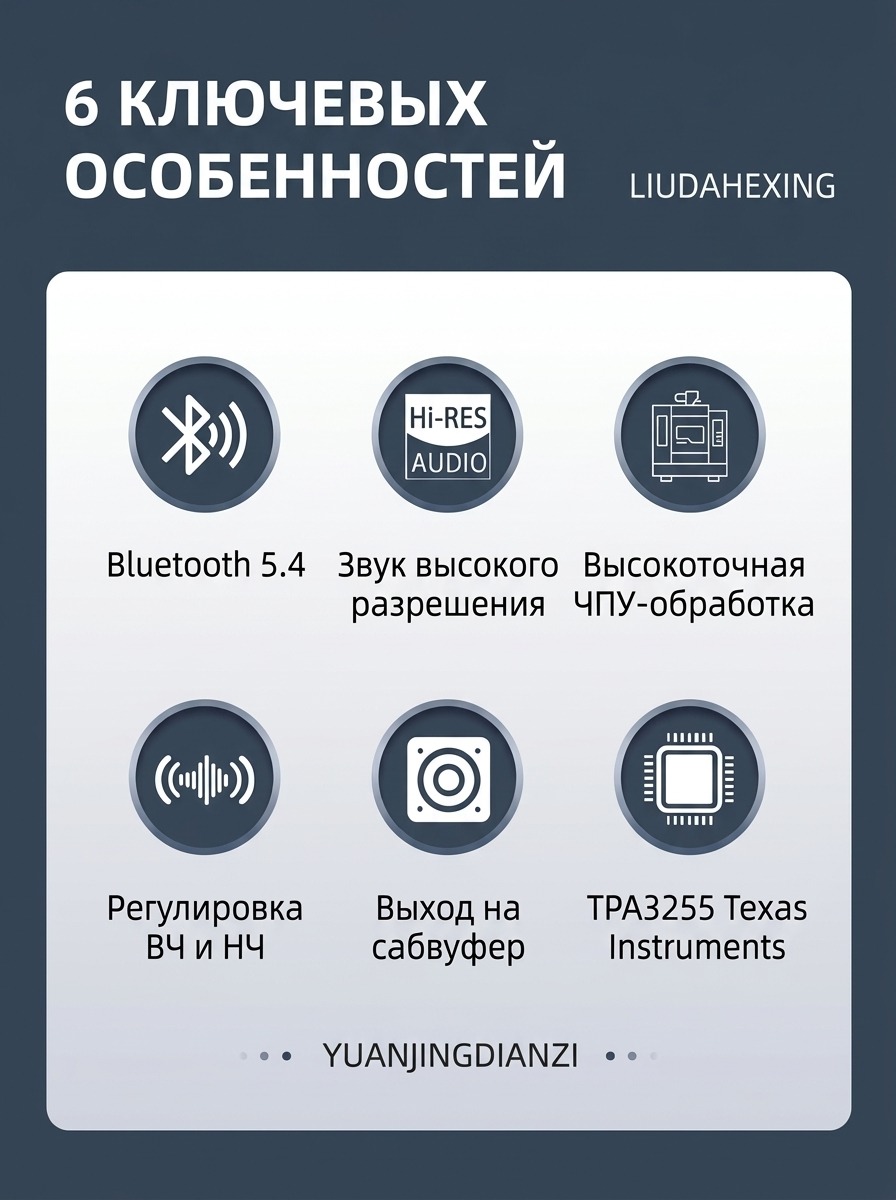 6 КЛЮЧЕВЫХ
ОСОБЕННОСТЕЙ
LIUDAHEXING
Hi-RES
AUDIO
Bluetooth 5.4
Звук высокого
разрешения
Высокоточная
ЧПУ-обработка
Регулировка
ВЧ и НЧ
Выход на
сабвуфер
TPA3255 Texas
Instruments
YUANJINGDIANZI